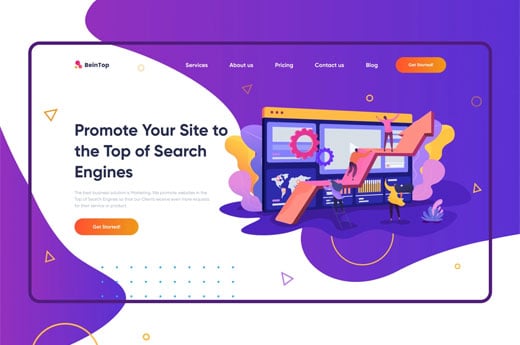 BeinTop
Services
About us
Pricing
Contact us
Blog
Get Started!
Promote Your Site to
the Top of Search
Engines
The best business solution is Marketing. We promote websites in the
Top of Search Engines so that our Clients receive even more requests
for their service or product.
Get Started!